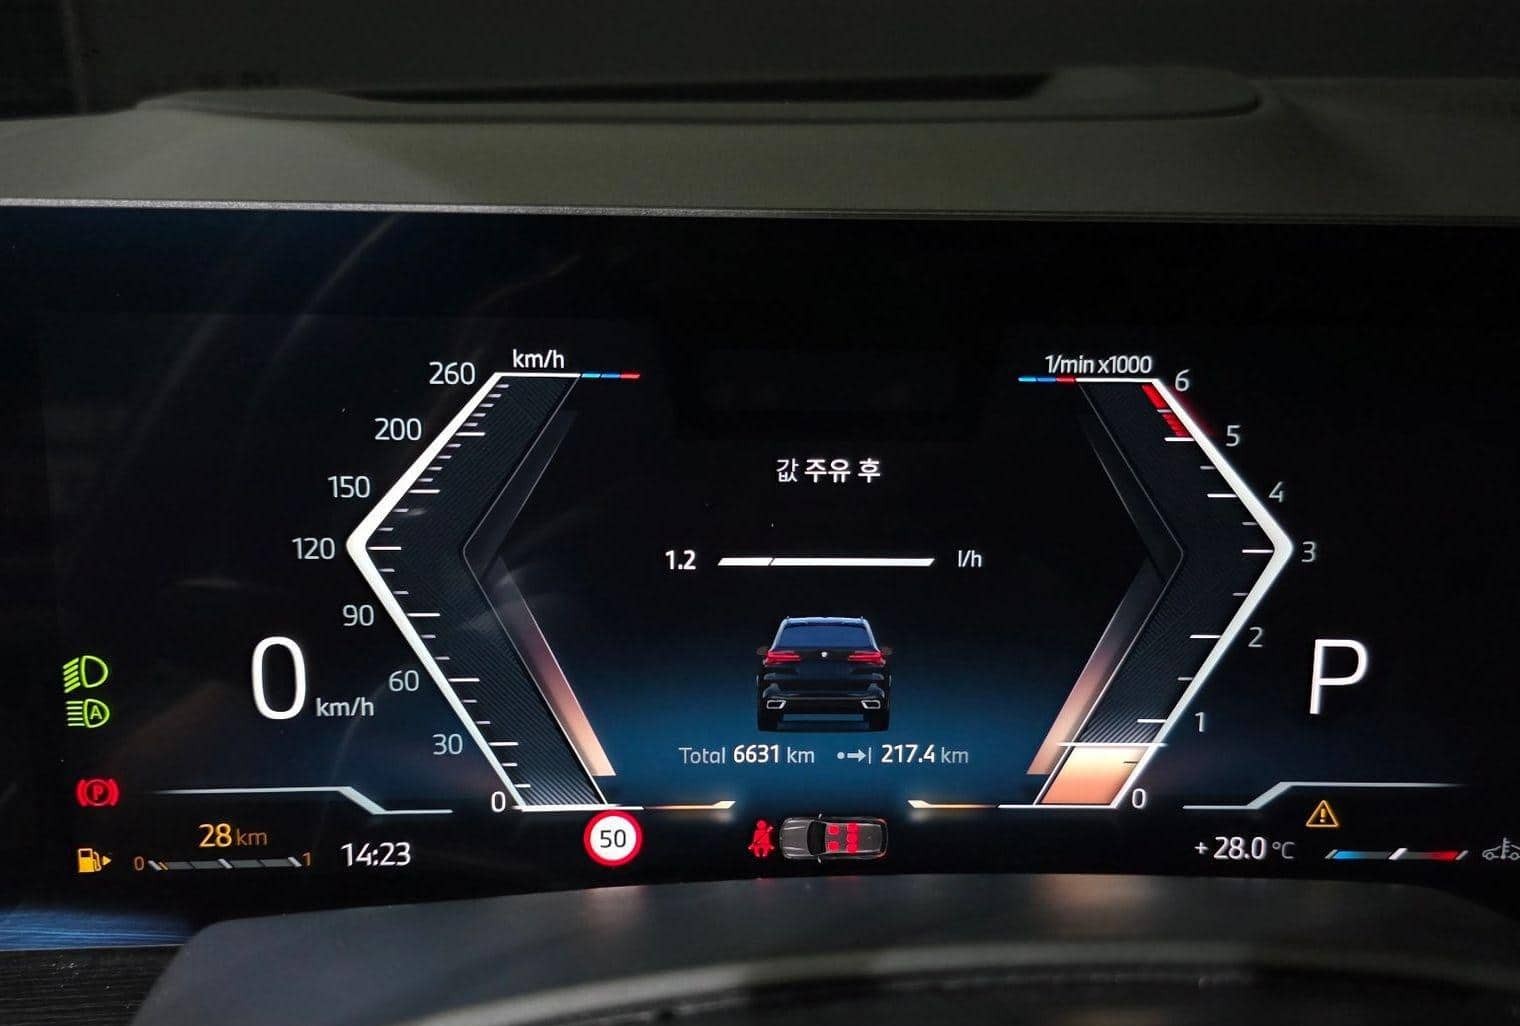 km/h
260
200
150
120
90
60
30
0
0 km/h
값 주유 후
1.2 l/h
Total 6631 km 217.4 km
1/min x1000
6
5
4
3
2
1
0
P
A
P
28 km
0 1
14:23
50
+ 28.0 °C